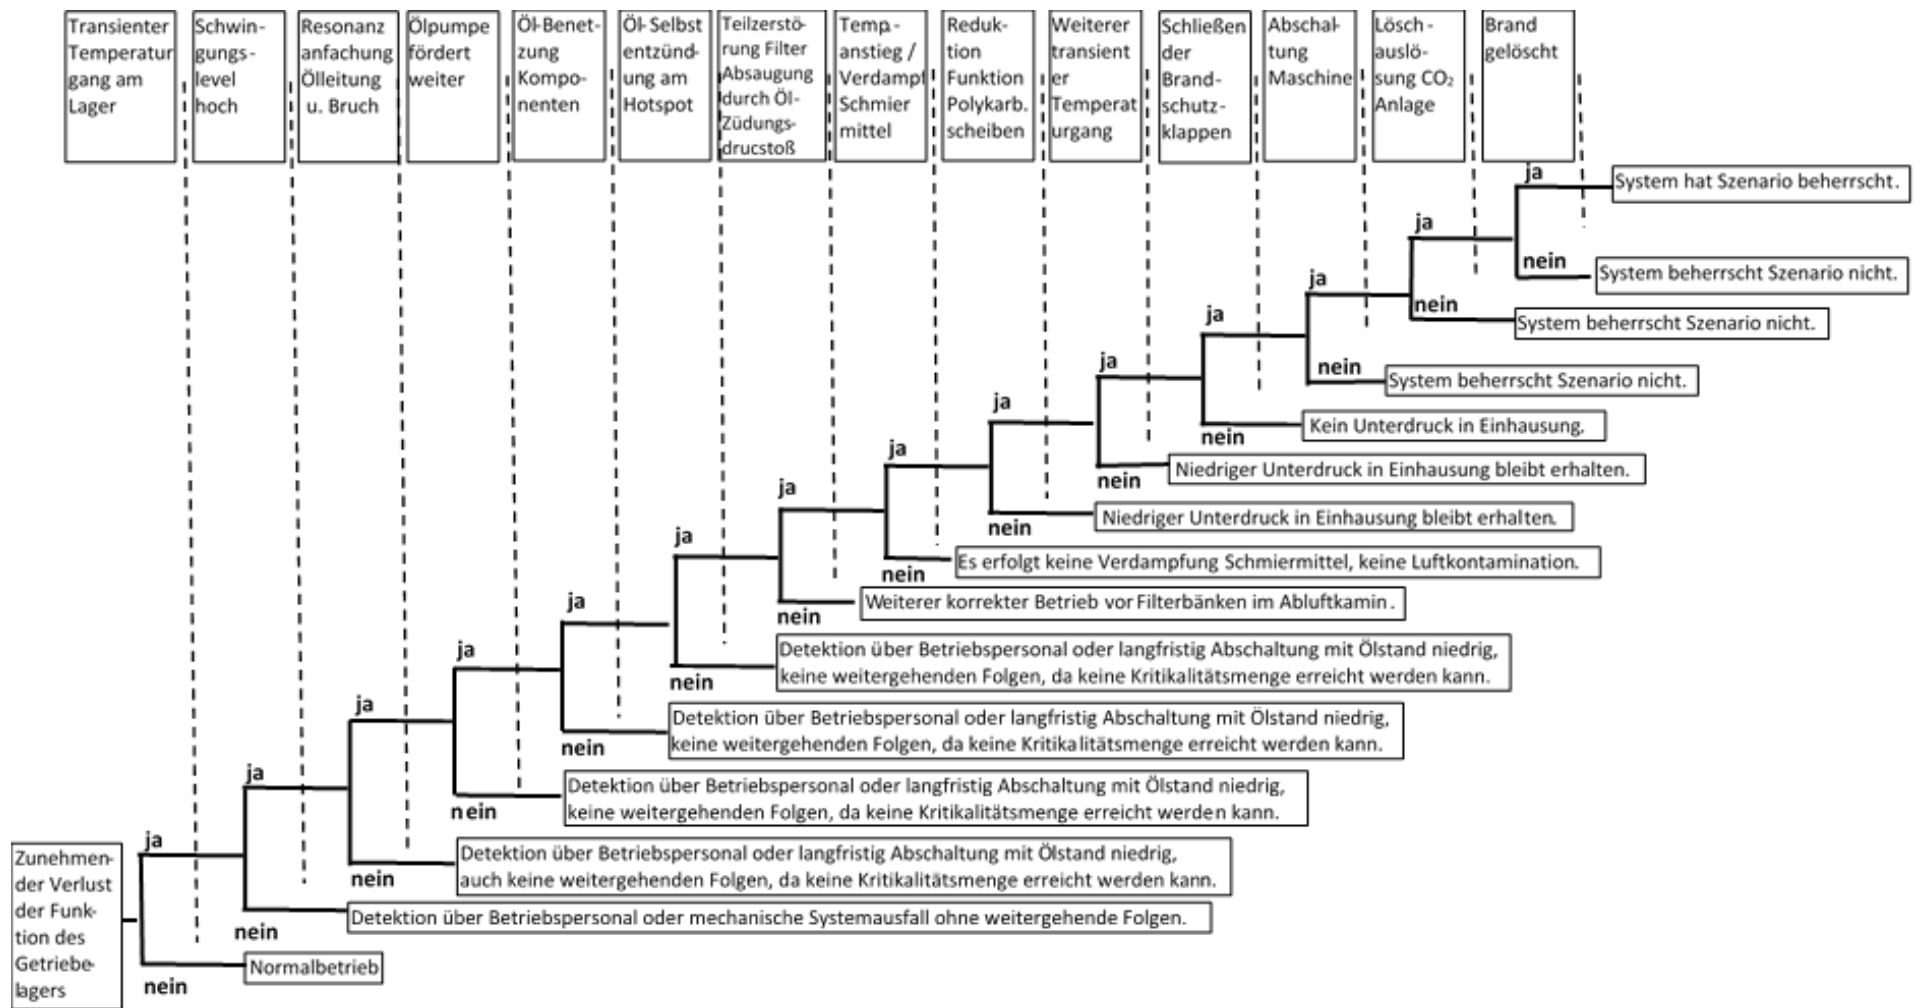 Transienter
Temperatur
gang am
Lager
Schwin-
gungs-
level
hoch
Resonanz
anfachung
Ölleitung
u. Bruch
Ölpumpe
fördert
weiter
Öl-Benet-
zung
Kompo-
nenten
Öl-Selbst
entzünd-
ung am
Hotspot
Teilzerstö-
rung Filter
Absaugung
durch Öl-
Züdungs-
drucstoß
Temp.-
anstieg /
Verdampf
Schmier
mittel
Reduk-
tion
Funktion
Polykarb.
scheiben
Weiterer
transient
er
Temperat
urgang
Schließen
der
Brand-
schutz-
klappen
Abschal-
tung
Maschine
Lösch-
auslö-
sung CO₂
Anlage
Brand
gelöscht
ja
System hat Szenario beherrscht.
ja
nein
System beherrscht Szenario nicht.
ja
nein
System beherrscht Szenario nicht.
ja
nein
System beherrscht Szenario nicht.
ja
nein
Kein Unterdruck in Einhausung.
ja
nein
Niedriger Unterdruck in Einhausung bleibt erhalten.
ja
nein
Niedriger Unterdruck in Einhausung bleibt erhalten.
ja
nein
Es erfolgt keine Verdampfung Schmiermittel, keine Luftkontamination.
ja
nein
Weiterer korrekter Betrieb vor Filterbänken im Abluftkamin.
ja
nein
Detektion über Betriebspersonal oder langfristig Abschaltung mit Ölstand niedrig,
keine weitergehenden Folgen, da keine Kritikalitätsmenge erreicht werden kann.
ja
nein
Detektion über Betriebspersonal oder langfristig Abschaltung mit Ölstand niedrig,
keine weitergehenden Folgen, da keine Kritikalitätsmenge erreicht werden kann.
ja
nein
Detektion über Betriebspersonal oder langfristig Abschaltung mit Ölstand niedrig,
keine weitergehenden Folgen, da keine Kritikalitätsmenge erreicht werden kann.
ja
nein
Detektion über Betriebspersonal oder langfristig Abschaltung mit Ölstand niedrig,
auch keine weitergehenden Folgen, da keine Kritikalitätsmenge erreicht werden kann.
ja
nein
Detektion über Betriebspersonal oder mechanische Systemausfall ohne weitergehende Folgen.
Zunehmen-
der Verlust
der Funk-
tion des
Getriebe-
lagers
nein
Normalbetrieb